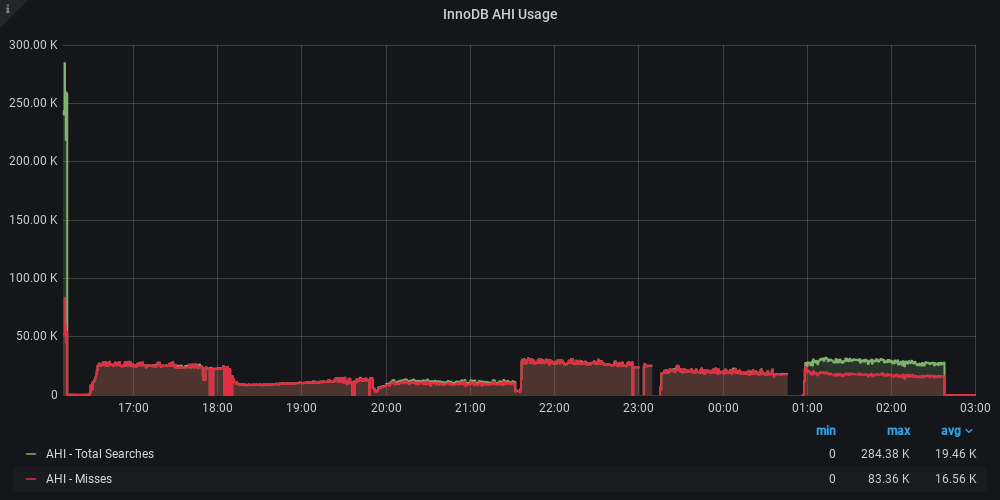 i
InnoDB AHI Usage
300.00 K
250.00 K
200.00 K
150.00 K
100.00 K
50.00 K
0
17:00 18:00 19:00 20:00 21:00 22:00 23:00 00:00 01:00 02:00 03:00
min max avg
AHI - Total Searches 0 284.38 K 19.46 K
AHI - Misses 0 83.36 K 16.56 K